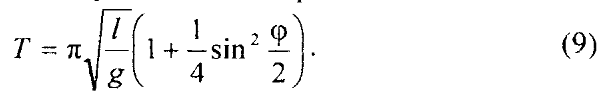 T = π√(l/g)(1 + 1/4 sin² φ/2). (9)